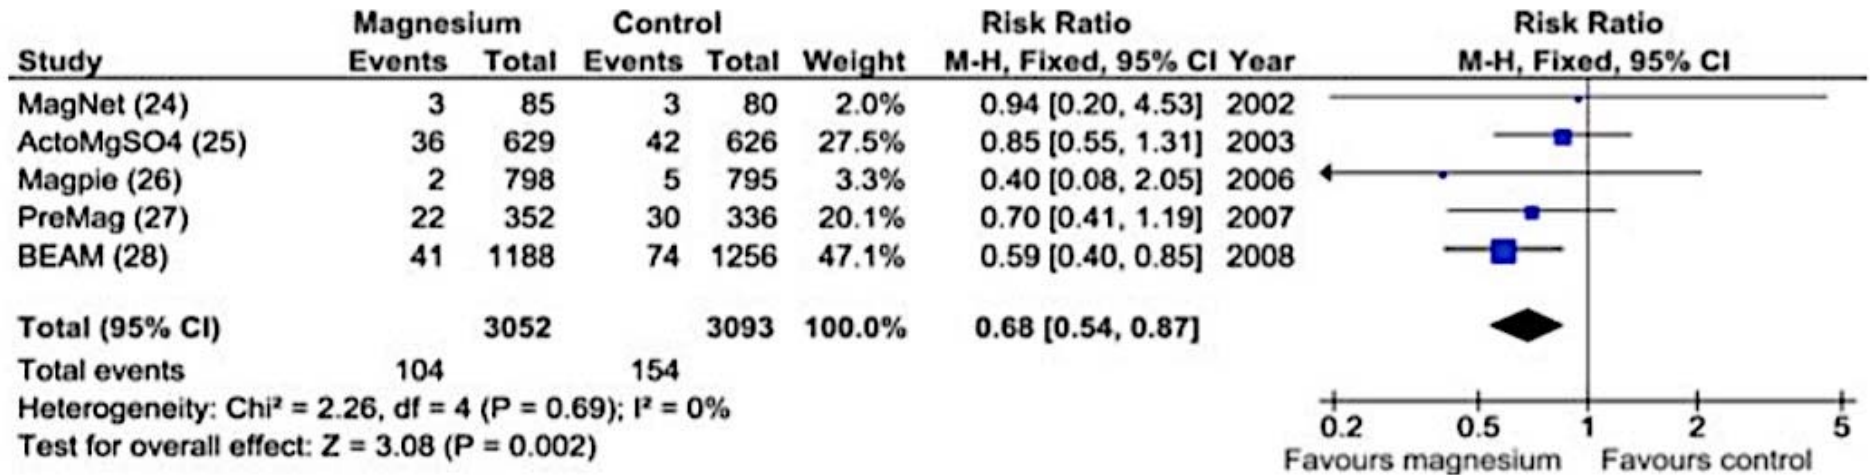 Magnesium Control Risk Ratio Risk Ratio
Study Events Total Events Total Weight M-H, Fixed, 95% CI Year M-H, Fixed, 95% CI
MagNet (24) 3 85 3 80 2.0% 0.94 [0.20, 4.53] 2002
ActoMgSO4 (25) 36 629 42 626 27.5% 0.85 [0.55, 1.31] 2003
Magpie (26) 2 798 5 795 3.3% 0.40 [0.08, 2.05] 2006
PreMag (27) 22 352 30 336 20.1% 0.70 [0.41, 1.19] 2007
BEAM (28) 41 1188 74 1256 47.1% 0.59 [0.40, 0.85] 2008
Total (95% CI) 3052 3093 100.0% 0.68 [0.54, 0.87]
Total events 104 154
Heterogeneity: Chi² = 2.26, df = 4 (P = 0.69); I² = 0%
Test for overall effect: Z = 3.08 (P = 0.002)
0.2 0.5 1 2 5
Favours magnesium Favours control